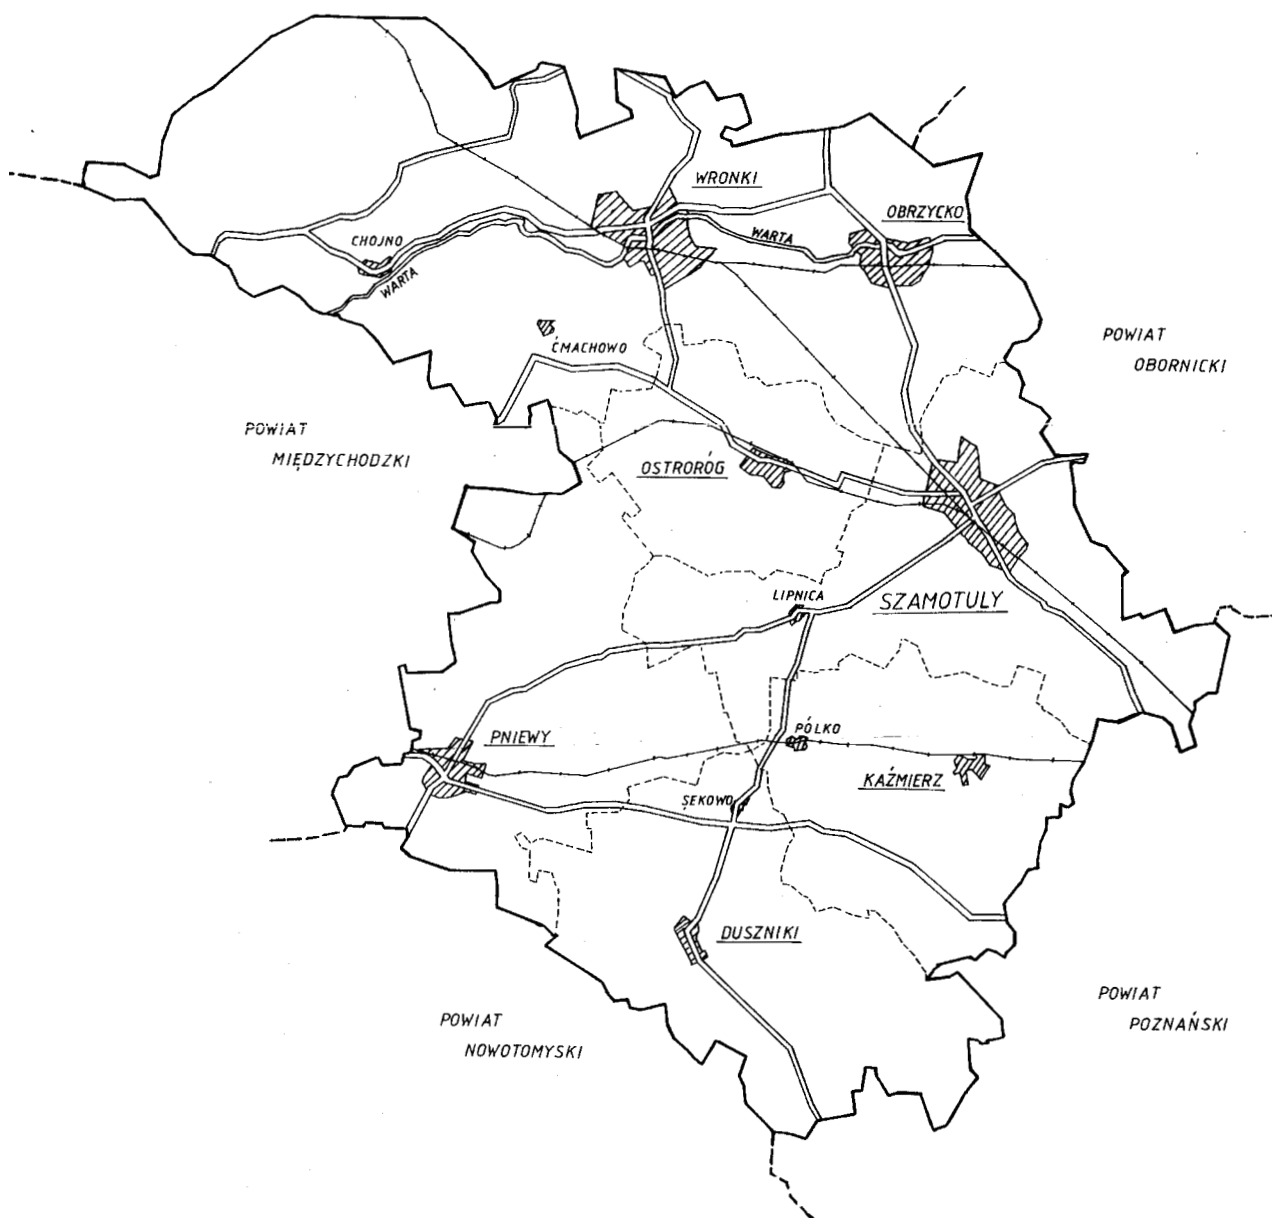 WRONKI
OBRZYCKO
WARTA
CHOJNO
WARTA
ĆMACHOWO
POWIAT
OBORNICKI
POWIAT
MIĘDZYCHODZKI
OSTRORÓG
LIPNICA
SZAMOTUŁY
PÓLKO
PNIEWY
KAŹMIERZ
SĘKOWO
DUSZNIKI
POWIAT
POZNAŃSKI
POWIAT
NOWOTOMYSKI